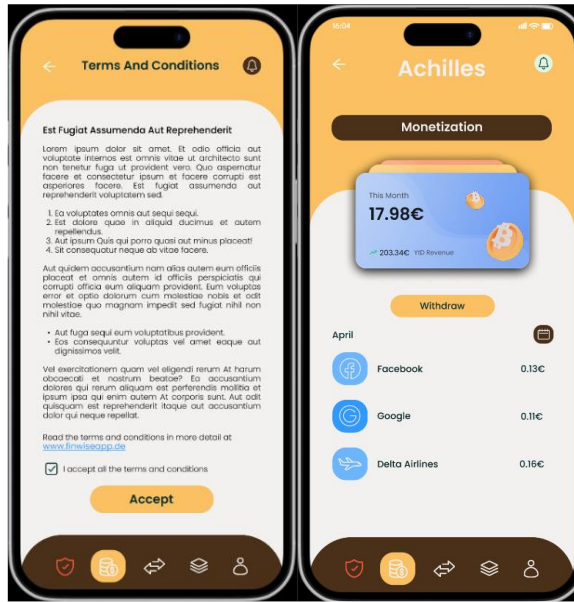 Terms And Conditions
Est Fugiat Assumenda Aut Reprehenderit
Lorem ipsum dolor sit amet. Et odio officia aut
voluptate internos est omnis vitae ut architecto sunt
non tenetur fuga ut provident vero. Quo aspernatur
facere et consectetur ipsum et facere corrupti est
asperiores facere. Est fugiat assumenda aut
reprehenderit voluptatem sed.
1. Ea voluptates omnis aut sequi sequi.
2. Est dolore quae in aliquid ducimus et autem
repellendus.
3. Aut ipsum Quis qui porro quasi aut minus placeat!
4. Sit consequatur neque ab vitae facere.
Aut quidem accusantium nam alias autem eum officiis
placeat et omnis autem id officiis perspiciatis qui
corrupti officia eum aliquam provident. Eum voluptas
error et optio dolorum cum molestiae nobis et odit
molestiae quo magnam impedit sed fugiat nihil non
nihil vitae.
• Aut fuga sequi eum voluptatibus provident.
• Eos consequuntur voluptas vel amet eaque aut
dignissimos velit.
Vel exercitationem quam vel eligendi rerum At harum
obcaecati et nostrum beatae? Ea accusantium
dolores qui rerum aliquam est perferendis mollitia et
ipsum ipsa qui enim autem At corporis sunt. Aut odit
quisquam est reprehenderit itaque aut accusantium
dolor qui neque repellat.
Read the terms and conditions in more detail at
www.finwiseapp.de
I accept all the terms and conditions
Accept
16:04
Achilles
Monetization
This Month
17.98€
203.34€ YTD Revenue
Withdraw
April
Facebook 0.13€
Google 0.11€
Delta Airlines 0.16€